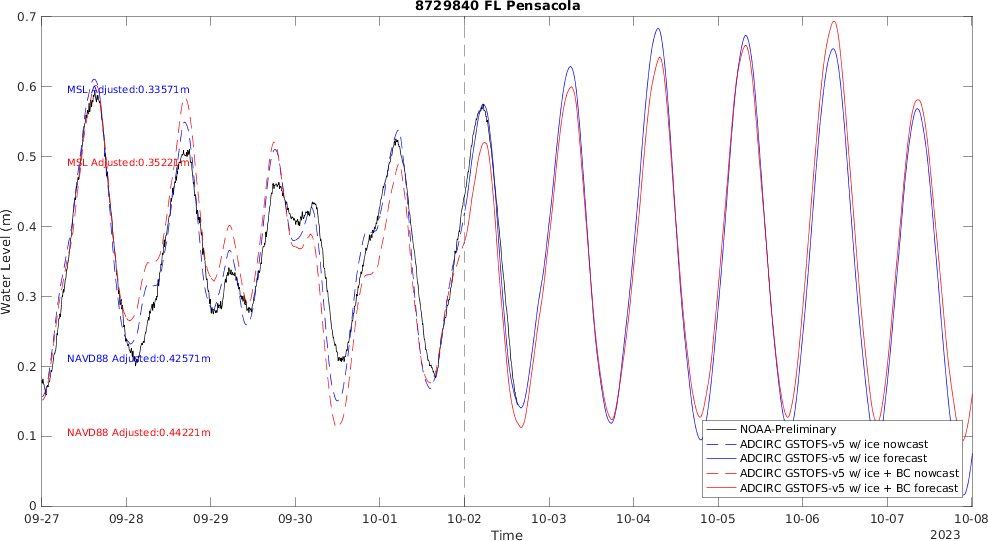 8729840 FL Pensacola
0.7
0.6
0.5
0.4
0.3
0.2
0.1
0
Water Level (m)
MSL Adjusted:0.33571m
MSL Adjusted:0.35221m
NAVD88 Adjusted:0.42571m
NAVD88 Adjusted:0.44221m
NOAA-Preliminary
ADCIRC GSTOFS-v5 w/ ice nowcast
ADCIRC GSTOFS-v5 w/ ice forecast
ADCIRC GSTOFS-v5 w/ ice + BC nowcast
ADCIRC GSTOFS-v5 w/ ice + BC forecast
09-27 09-28 09-29 09-30 10-01 10-02 10-03 10-04 10-05 10-06 10-07 10-08
Time
2023